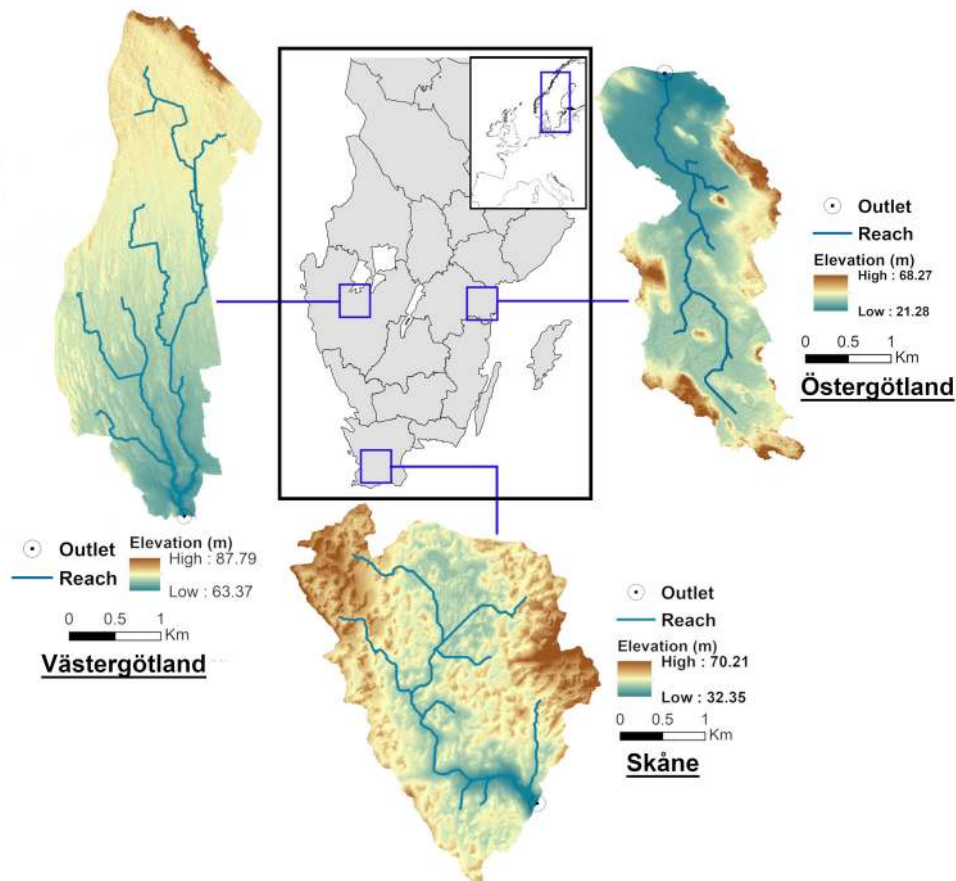 Outlet
Reach
Elevation (m)
High : 68.27
Low : 21.28
0 0.5 1
Km
Östergötland
Outlet
Reach
Elevation (m)
High : 87.79
Low : 63.37
0 0.5 1
Km
Västergötland
Outlet
Reach
Elevation (m)
High : 70.21
Low : 32.35
0 0.5 1
Km
Skåne